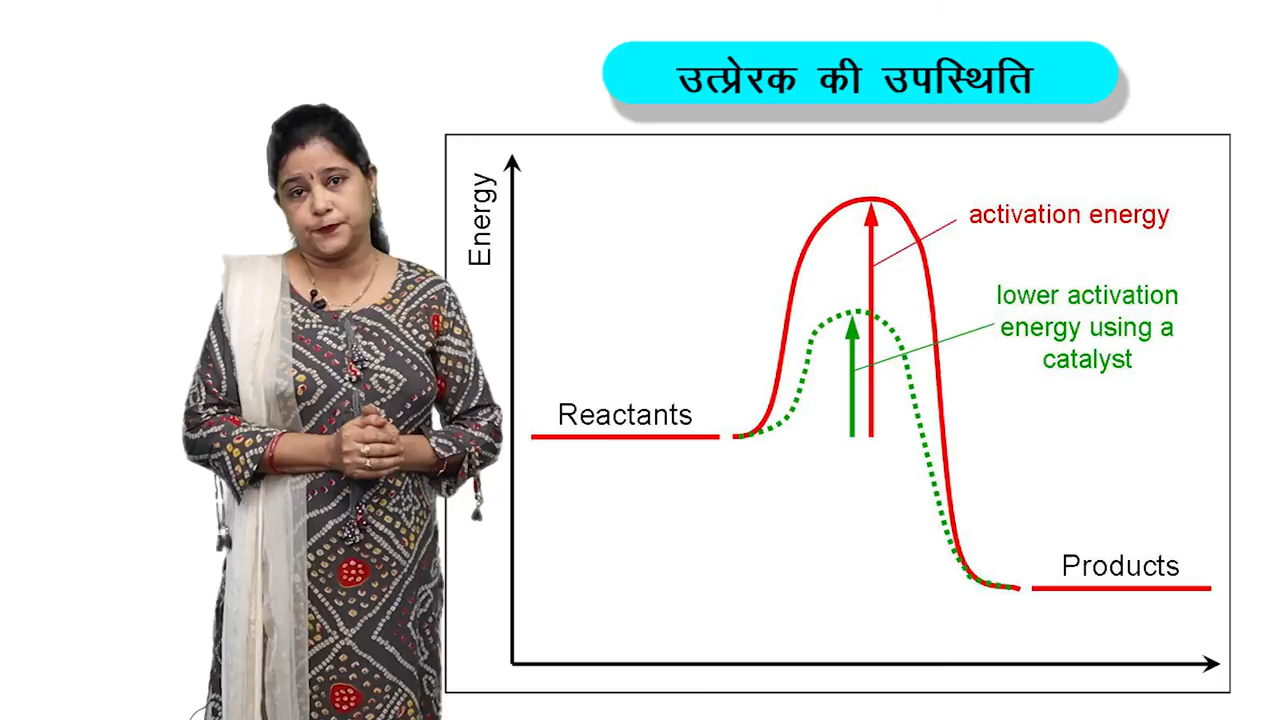 उत्प्रेरक की उपस्थिति
Energy
activation energy
lower activation
energy using a
catalyst
Reactants
Products